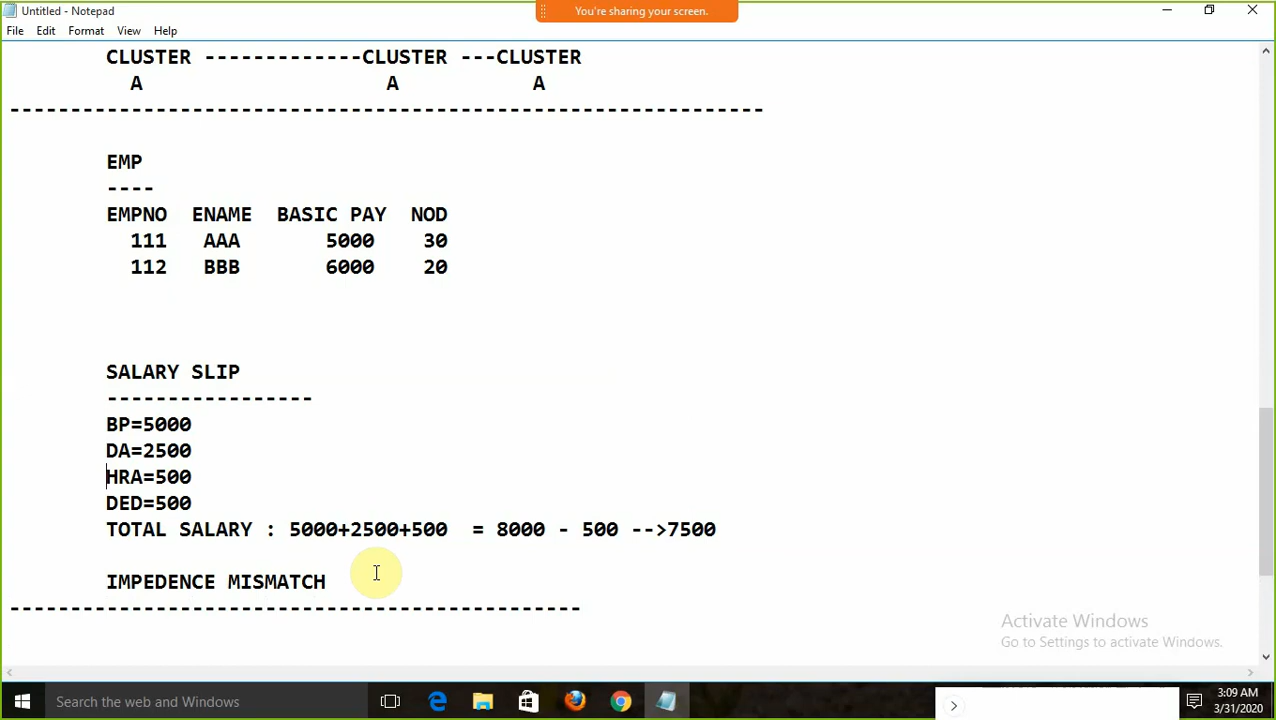 Untitled - Notepad
You're sharing your screen.
File Edit Format View Help
CLUSTER -------------CLUSTER ---CLUSTER
A A A
--------------------------------------------------------------
EMP
----
EMPNO ENAME BASIC PAY NOD
111 AAA 5000 30
112 BBB 6000 20
SALARY SLIP
-----------------
BP=5000
DA=2500
HRA=500
DED=500
TOTAL SALARY : 5000+2500+500 = 8000 - 500 -->7500
IMPEDENCE MISMATCH
-----------------------------------------------
Activate Windows
Go to Settings to activate Windows.
Search the web and Windows
3:09 AM
3/31/2020